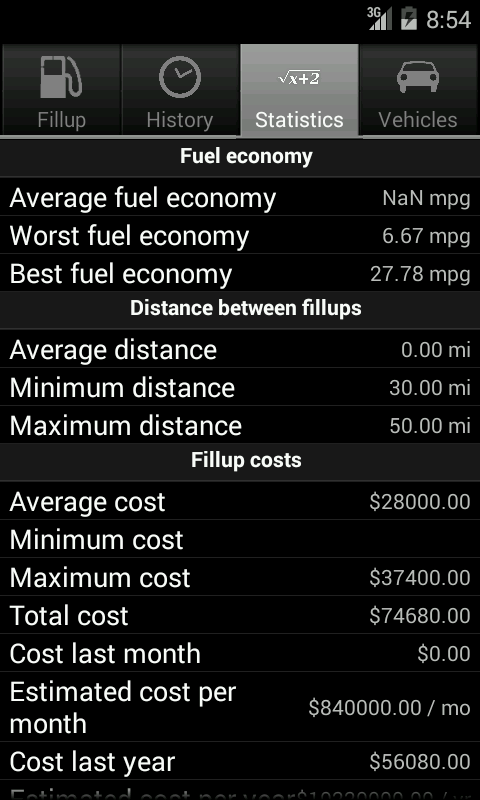 3G 8:54
Fillup History √x+2 Statistics Vehicles
Fuel economy
Average fuel economy NaN mpg
Worst fuel economy 6.67 mpg
Best fuel economy 27.78 mpg
Distance between fillups
Average distance 0.00 mi
Minimum distance 30.00 mi
Maximum distance 50.00 mi
Fillup costs
Average cost $28000.00
Minimum cost
Maximum cost $37400.00
Total cost $74680.00
Cost last month $0.00
Estimated cost per
month $840000.00 / mo
Cost last year $56080.00
Estimated cost per year